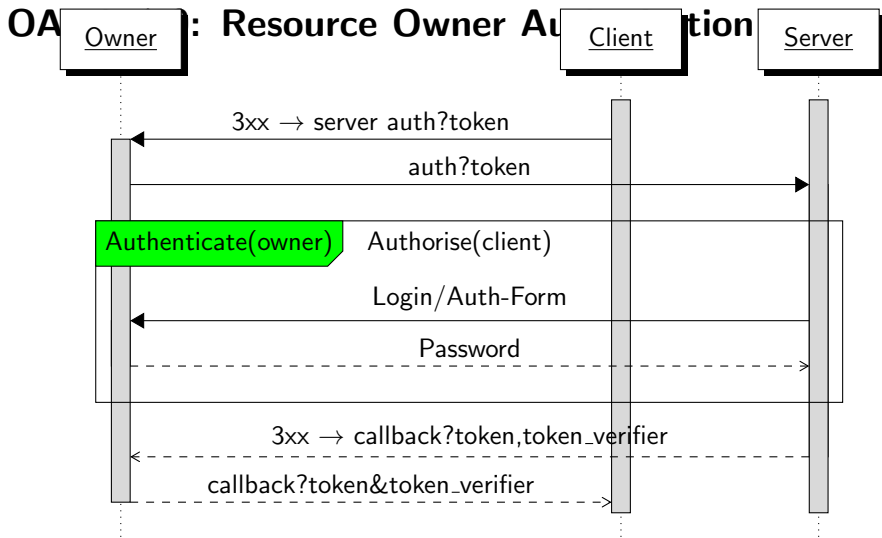 OA : Resource Owner Au tion
Owner Client Server
3xx → server auth?token
auth?token
Authenticate(owner) Authorise(client)
Login/Auth-Form
Password
3xx → callback?token,token_verifier
callback?token&token_verifier